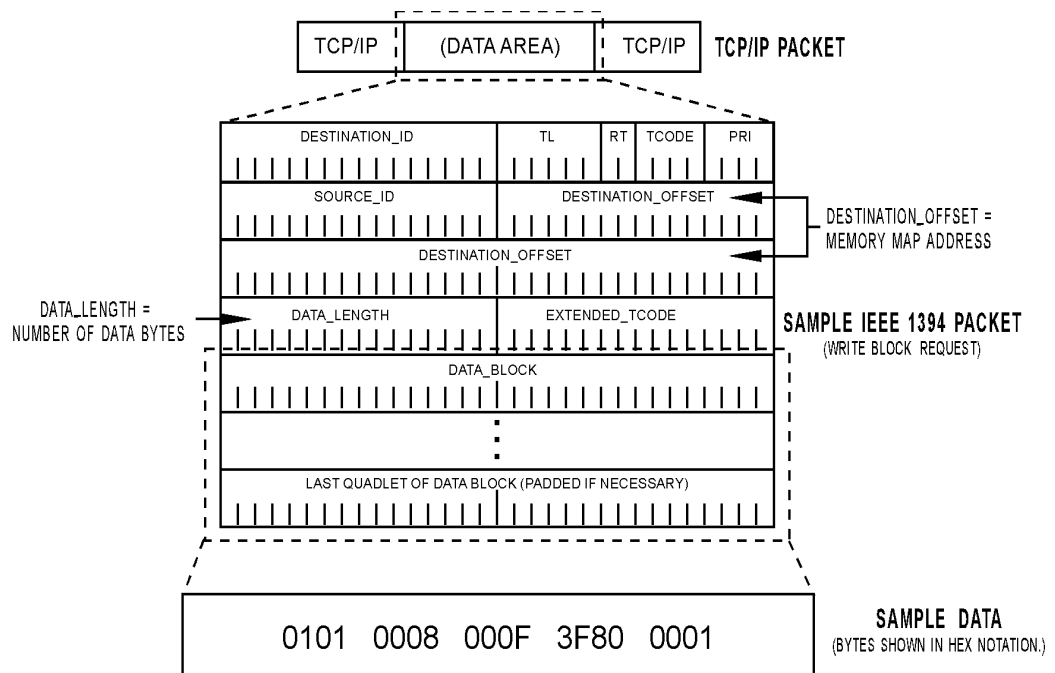 TCP/IP (DATA AREA) TCP/IP TCP/IP PACKET
DESTINATION_ID TL RT TCODE PRI
SOURCE_ID DESTINATION_OFFSET
DESTINATION_OFFSET =
MEMORY MAP ADDRESS
DESTINATION_OFFSET
DATA_LENGTH =
NUMBER OF DATA BYTES
DATA_LENGTH EXTENDED_TCODE
SAMPLE IEEE 1394 PACKET
(WRITE BLOCK REQUEST)
DATA_BLOCK
LAST QUADLET OF DATA BLOCK (PADDED IF NECESSARY)
0101 0008 000F 3F80 0001
SAMPLE DATA
(BYTES SHOWN IN HEX NOTATION.)